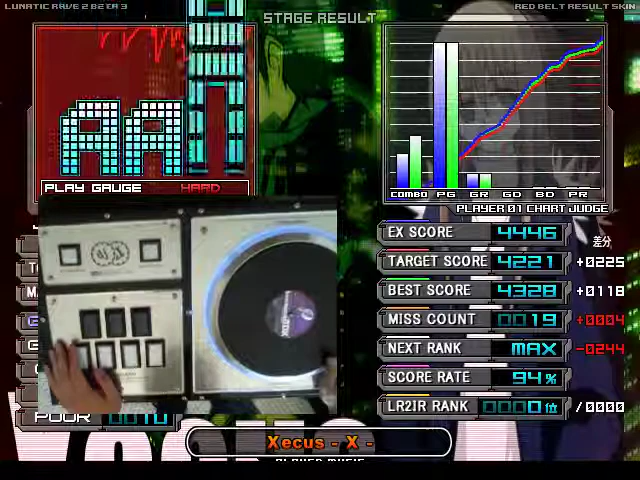 LUNATIC RAVE 2 BETA 3
STAGE RESULT
RED BELT RESULT SKIN
AA
PLAY GAUGE HARD
COMBO PG GR GD BD PR
PLAYER 01 CHART JUDGE
EX SCORE 4446
差分
TARGET SCORE 4221 +0225
BEST SCORE 4328 +0118
MISS COUNT 0019 +0004
NEXT RANK MAX -0244
SCORE RATE 94%
LR2IR RANK 0000位 /0000
POOR 0010
Xecus - X -